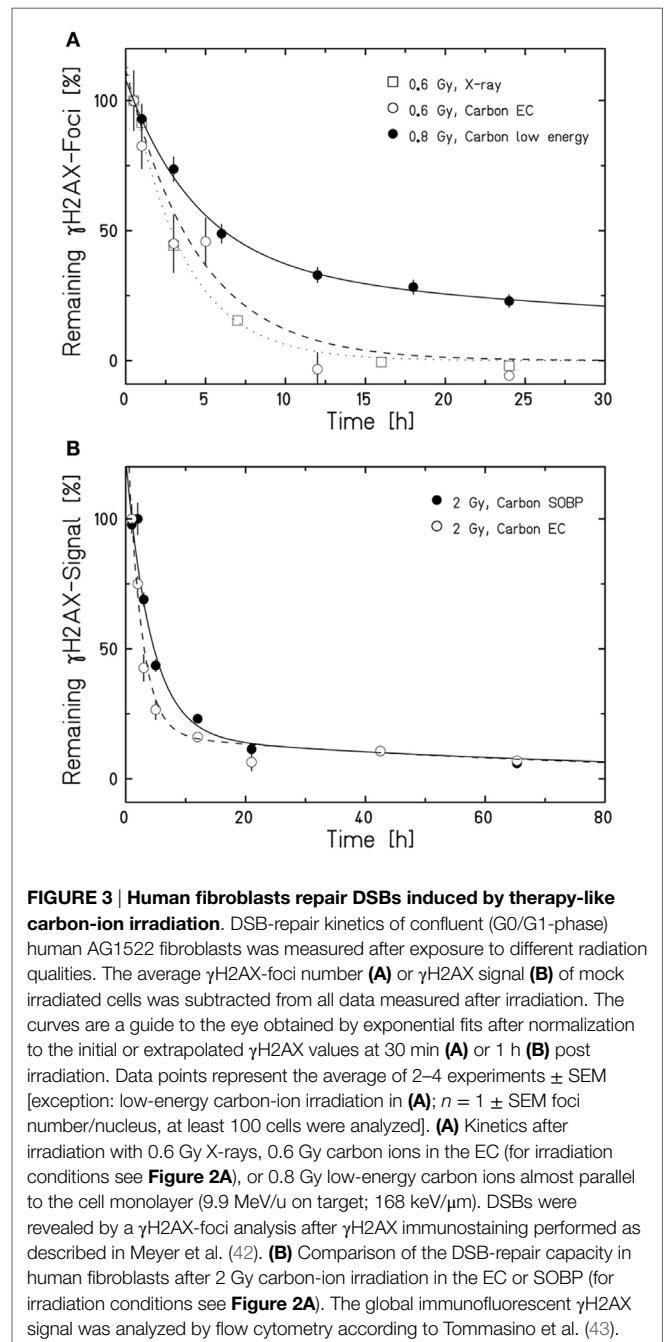 A
Remaining γH2AX-Foci [%]
100
50
0
0.6 Gy, X-ray
0.6 Gy, Carbon EC
0.8 Gy, Carbon low energy
0 5 10 15 20 25 30
Time [h]
B
Remaining γH2AX-Signal [%]
100
50
0
2 Gy, Carbon SOBP
2 Gy, Carbon EC
0 20 40 60 80
Time [h]
FIGURE 3 | Human fibroblasts repair DSBs induced by therapy-like
carbon-ion irradiation. DSB-repair kinetics of confluent (G0/G1-phase)
human AG1522 fibroblasts was measured after exposure to different radiation
qualities. The average γH2AX-foci number (A) or γH2AX signal (B) of mock
irradiated cells was subtracted from all data measured after irradiation. The
curves are a guide to the eye obtained by exponential fits after normalization
to the initial or extrapolated γH2AX values at 30 min (A) or 1 h (B) post
irradiation. Data points represent the average of 2–4 experiments ± SEM
[exception: low-energy carbon-ion irradiation in (A); n = 1 ± SEM foci
number/nucleus, at least 100 cells were analyzed]. (A) Kinetics after
irradiation with 0.6 Gy X-rays, 0.6 Gy carbon ions in the EC (for irradiation
conditions see Figure 2A), or 0.8 Gy low-energy carbon ions almost parallel
to the cell monolayer (9.9 MeV/u on target; 168 keV/μm). DSBs were
revealed by a γH2AX-foci analysis after γH2AX immunostaining performed as
described in Meyer et al. (42). (B) Comparison of the DSB-repair capacity in
human fibroblasts after 2 Gy carbon-ion irradiation in the EC or SOBP (for
irradiation conditions see Figure 2A). The global immunofluorescent γH2AX
signal was analyzed by flow cytometry according to Tommasino et al. (43).